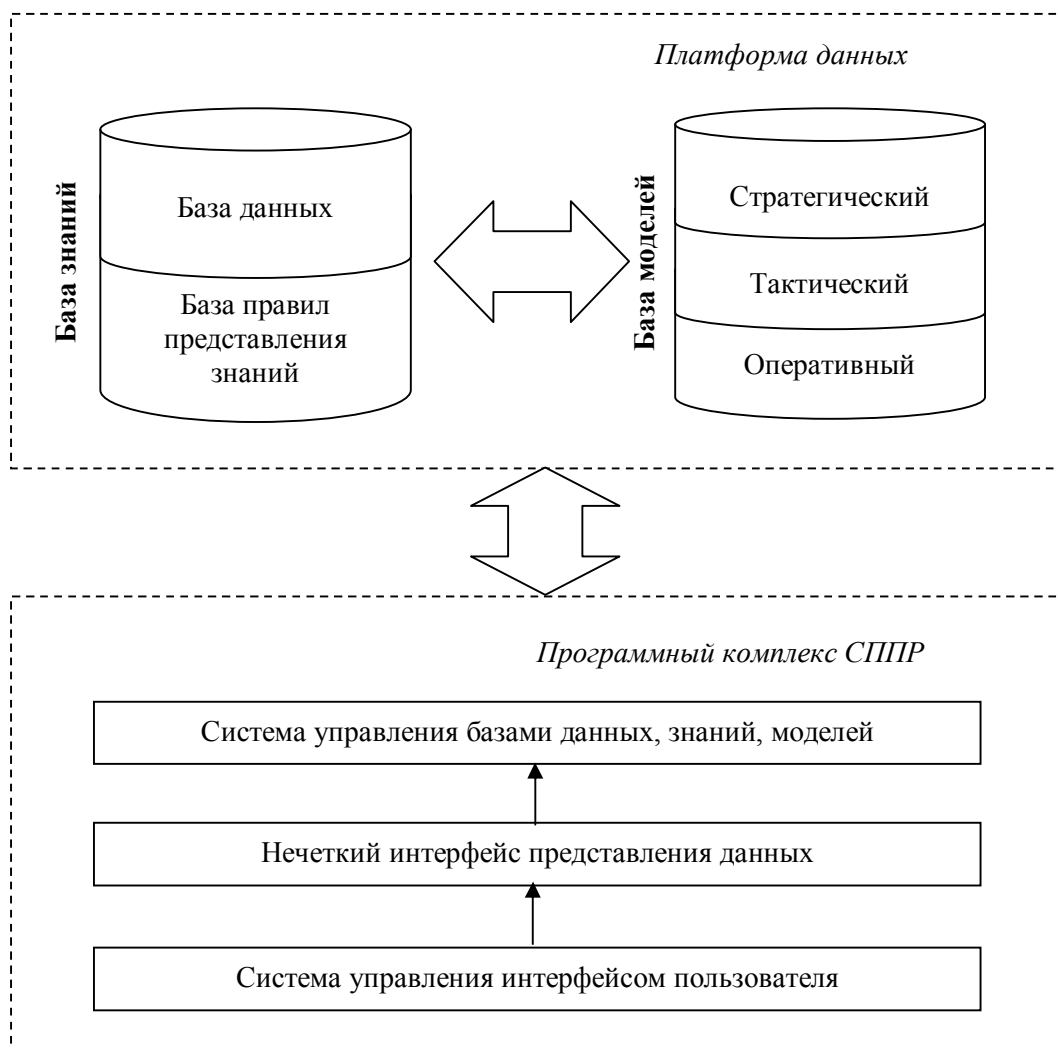 Платформа данных
База знаний
База данных
База правил
представления
знаний
База моделей
Стратегический
Тактический
Оперативный
Программный комплекс СППР
Система управления базами данных, знаний, моделей
Нечеткий интерфейс представления данных
Система управления интерфейсом пользователя